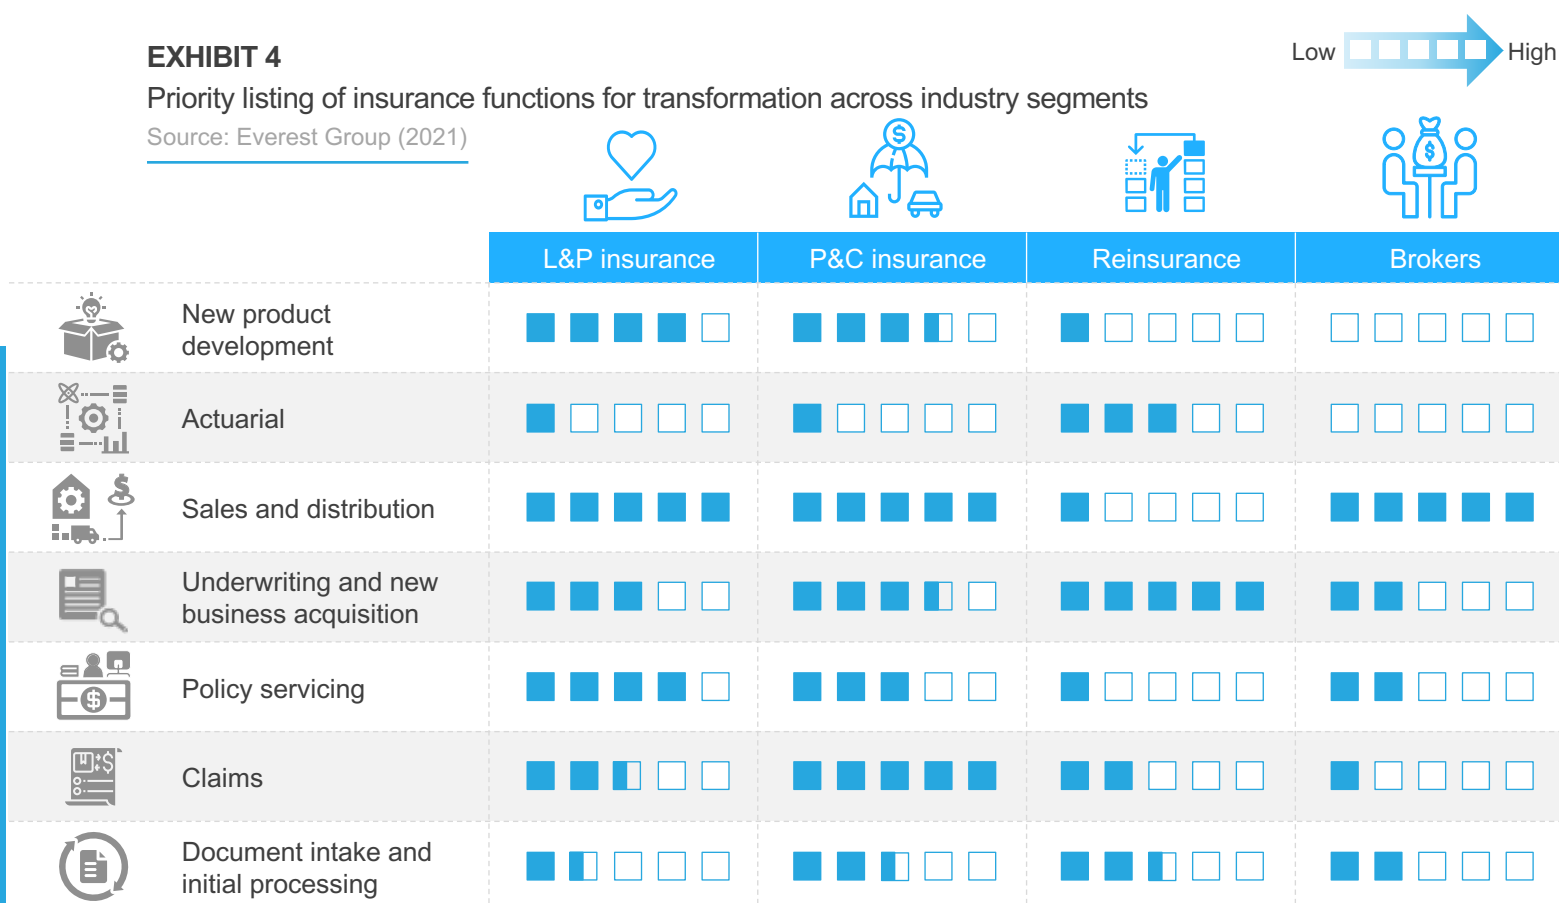 EXHIBIT 4
Low
High
Priority listing of insurance functions for transformation across industry segments
Source: Everest Group (2021)
$
$
L&P insurance
P&C insurance
Reinsurance
Brokers
New product
development
Actuarial
Sales and distribution
$
Underwriting and new
business acquisition
Policy servicing
$
Claims
$
Document intake and
initial processing